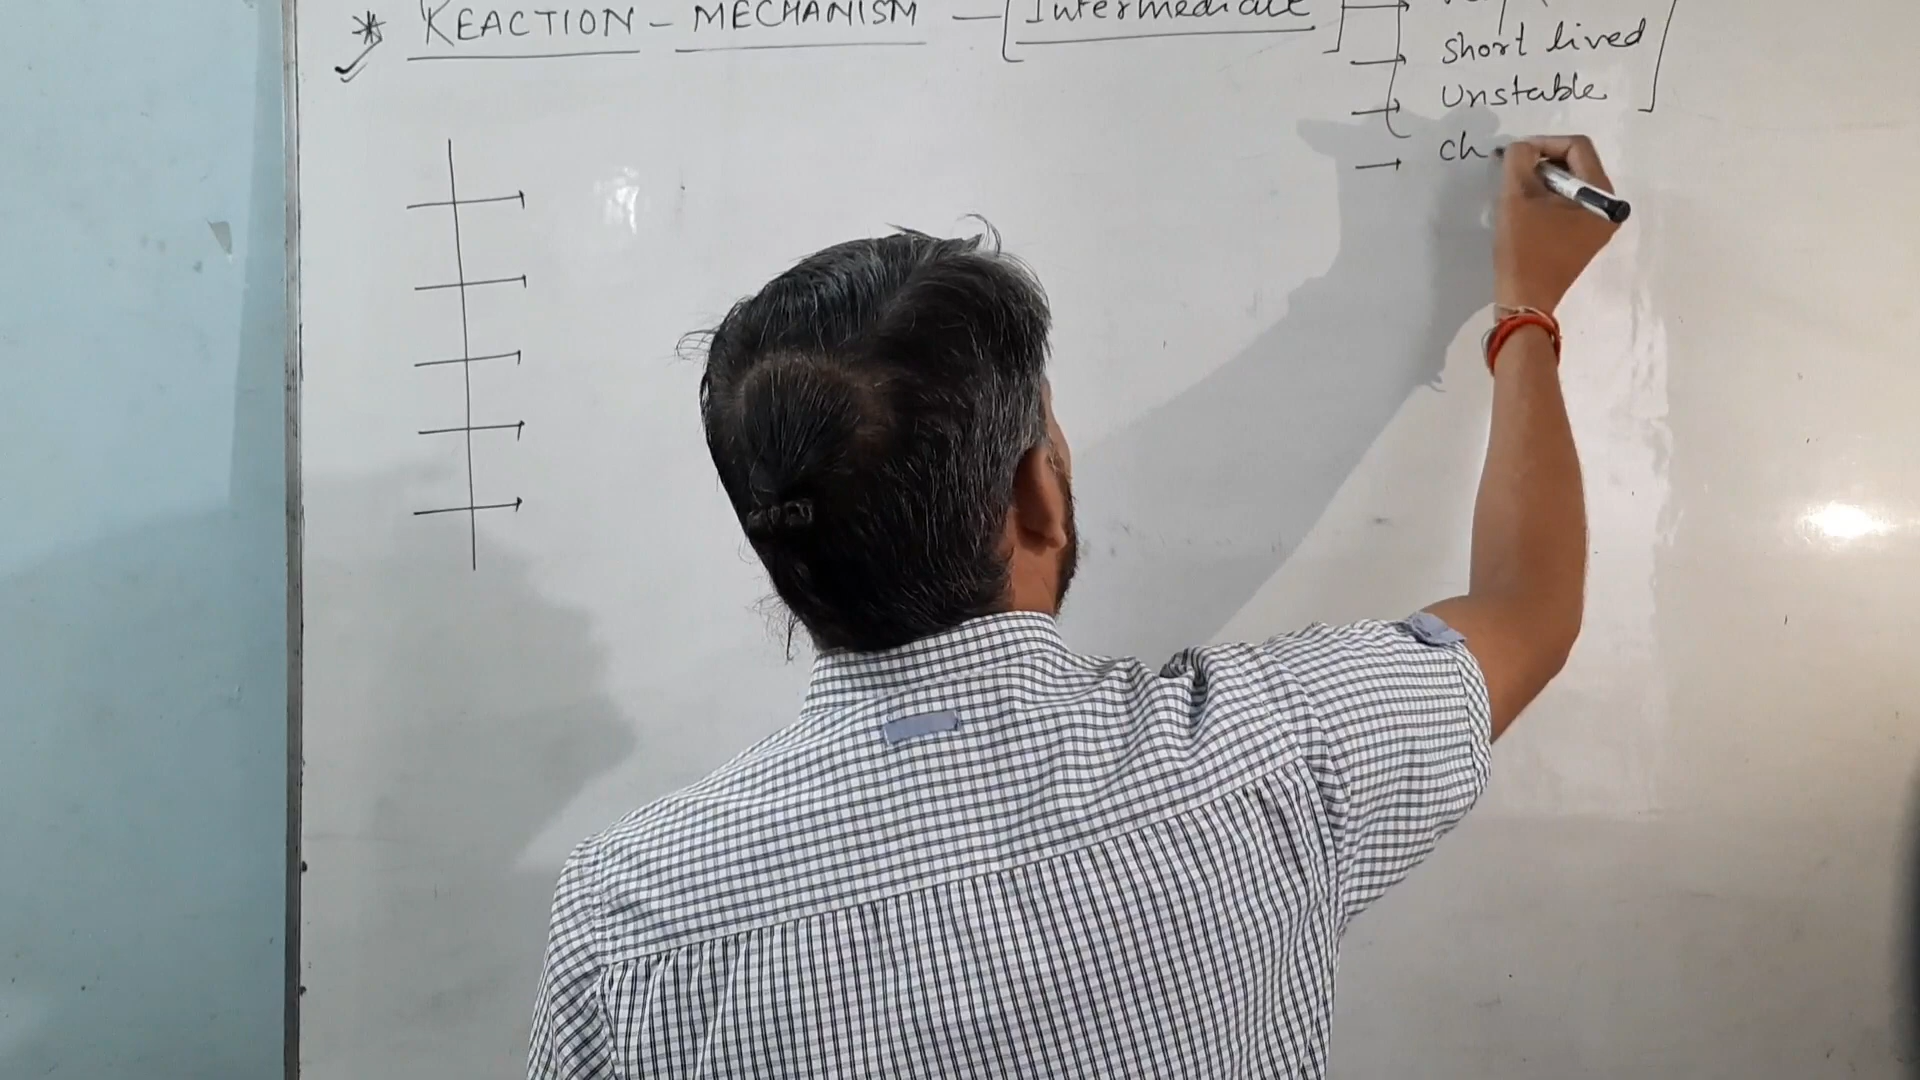 * REACTION - MECHANISM - [Intermediate]
short lived
Unstable
Ch